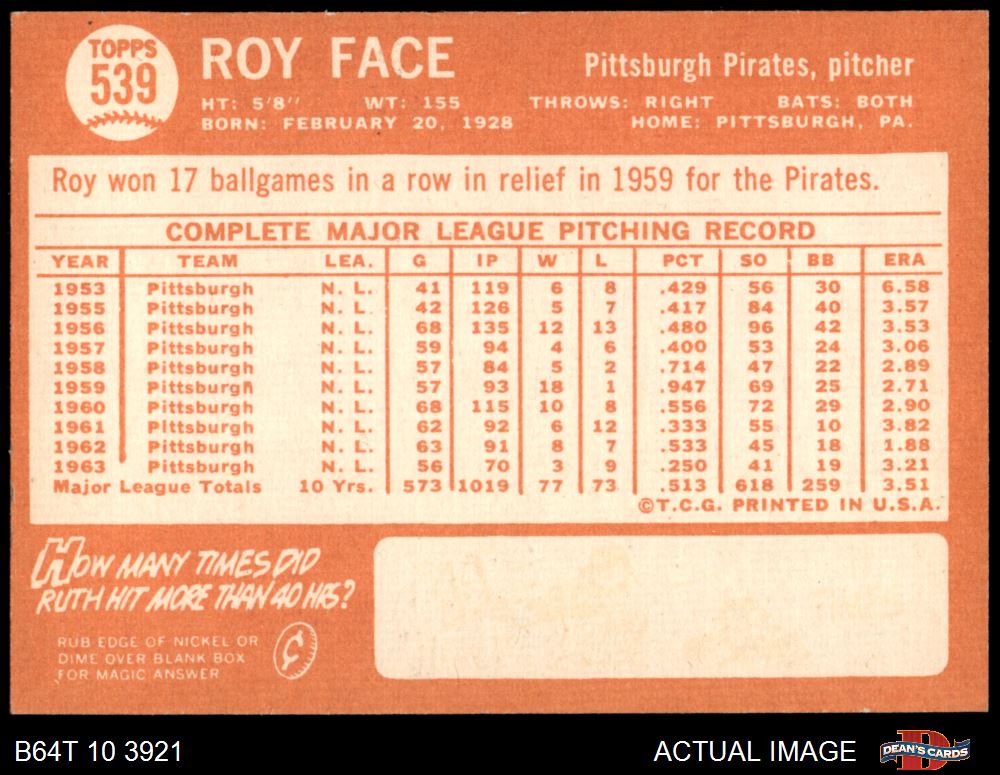 TOPPS
539
ROY FACE
Pittsburgh Pirates, pitcher
HT: 5'8" WT: 155 THROWS: RIGHT BATS: BOTH
BORN: FEBRUARY 20, 1928 HOME: PITTSBURGH, PA.
Roy won 17 ballgames in a row in relief in 1959 for the Pirates.
COMPLETE MAJOR LEAGUE PITCHING RECORD
YEAR TEAM LEA. G IP W L PCT SO BB ERA
1953 Pittsburgh N. L. 41 119 6 8 .429 56 30 6.58
1955 Pittsburgh N. L. 42 126 5 7 .417 84 40 3.57
1956 Pittsburgh N. L. 68 135 12 13 .480 96 42 3.53
1957 Pittsburgh N. L. 59 94 4 6 .400 53 24 3.06
1958 Pittsburgh N. L. 57 84 5 2 .714 47 22 2.89
1959 Pittsburgh N. L. 57 93 18 1 .947 69 25 2.71
1960 Pittsburgh N. L. 68 115 10 8 .556 72 29 2.90
1961 Pittsburgh N. L. 62 92 6 12 .333 55 10 3.82
1962 Pittsburgh N. L. 63 91 8 7 .533 45 18 1.88
1963 Pittsburgh N. L. 56 70 3 9 .250 41 19 3.21
Major League Totals 10 Yrs. 573 1019 77 73 .513 618 259 3.51
©T.C.G. PRINTED IN U.S.A.
HOW MANY TIMES DID
RUTH HIT MORE THAN 40 HRS?
RUB EDGE OF NICKEL OR
DIME OVER BLANK BOX
FOR MAGIC ANSWER
¢
B64T 10 3921
ACTUAL IMAGE
D
DEAN'S CARDS